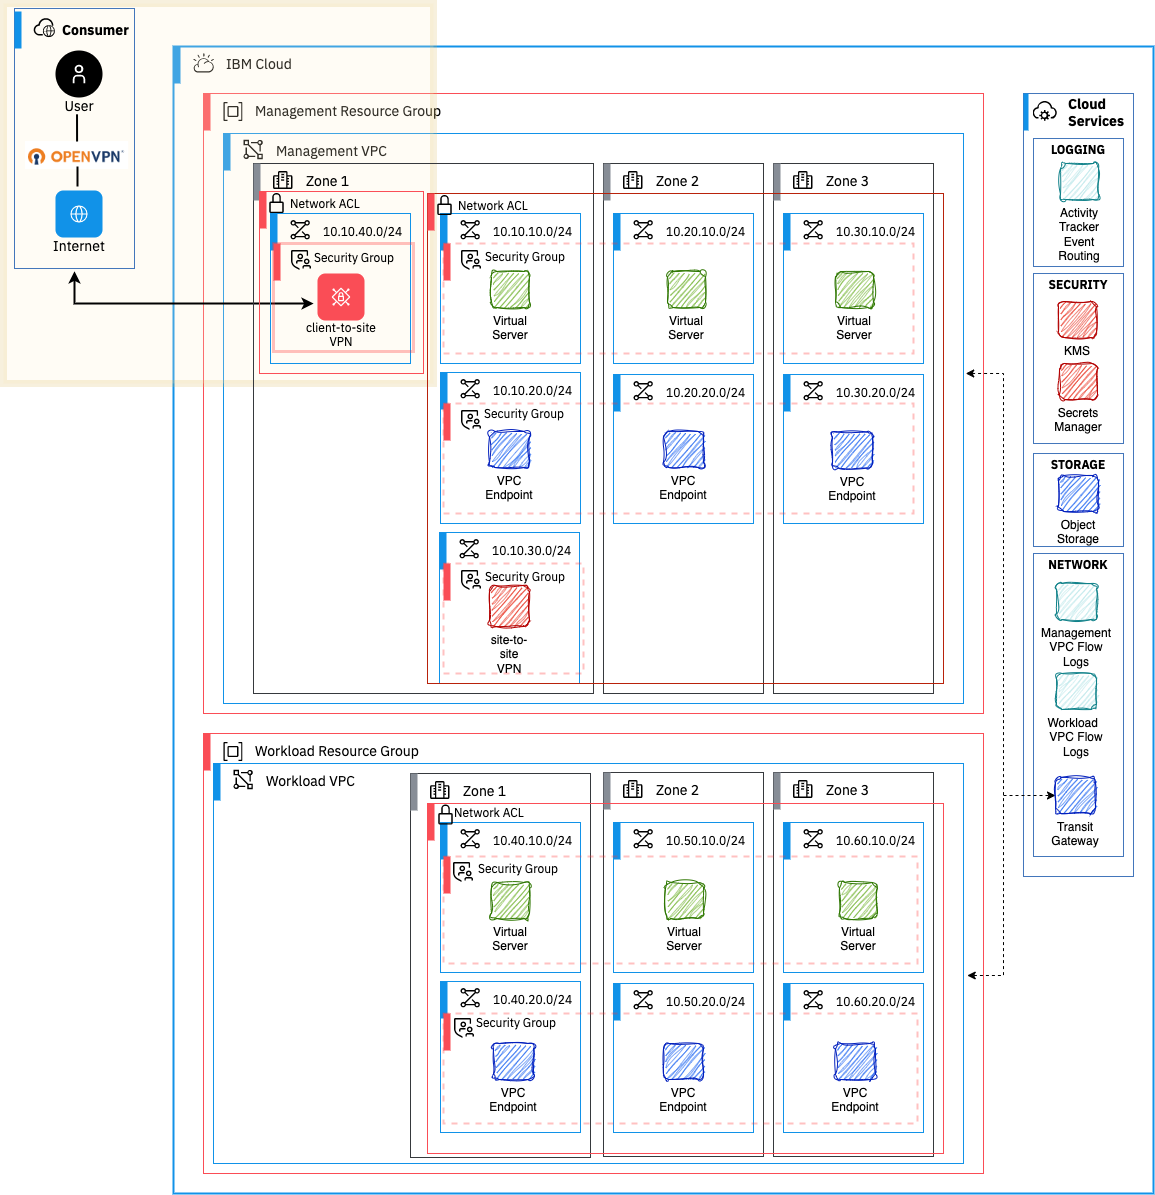 Consumer
User
OPENVPN
Internet
IBM Cloud
Management Resource Group
Management VPC
Zone 1
Network ACL
10.10.40.0/24
Security Group
client-to-site
VPN
Network ACL
10.10.10.0/24
Security Group
Virtual
Server
10.10.20.0/24
Security Group
VPC
Endpoint
10.10.30.0/24
Security Group
site-to-
site
VPN
Zone 2
10.20.10.0/24
Virtual
Server
10.20.20.0/24
VPC
Endpoint
Zone 3
10.30.10.0/24
Virtual
Server
10.30.20.0/24
VPC
Endpoint
Workload Resource Group
Workload VPC
Zone 1
Network ACL
10.40.10.0/24
Security Group
Virtual
Server
10.40.20.0/24
Security Group
VPC
Endpoint
Zone 2
10.50.10.0/24
Virtual
Server
10.50.20.0/24
VPC
Endpoint
Zone 3
10.60.10.0/24
Virtual
Server
10.60.20.0/24
VPC
Endpoint
Cloud
Services
LOGGING
Activity
Tracker
Event
Routing
SECURITY
KMS
Secrets
Manager
STORAGE
Object
Storage
NETWORK
Management
VPC Flow
Logs
Workload
VPC Flow
Logs
Transit
Gateway